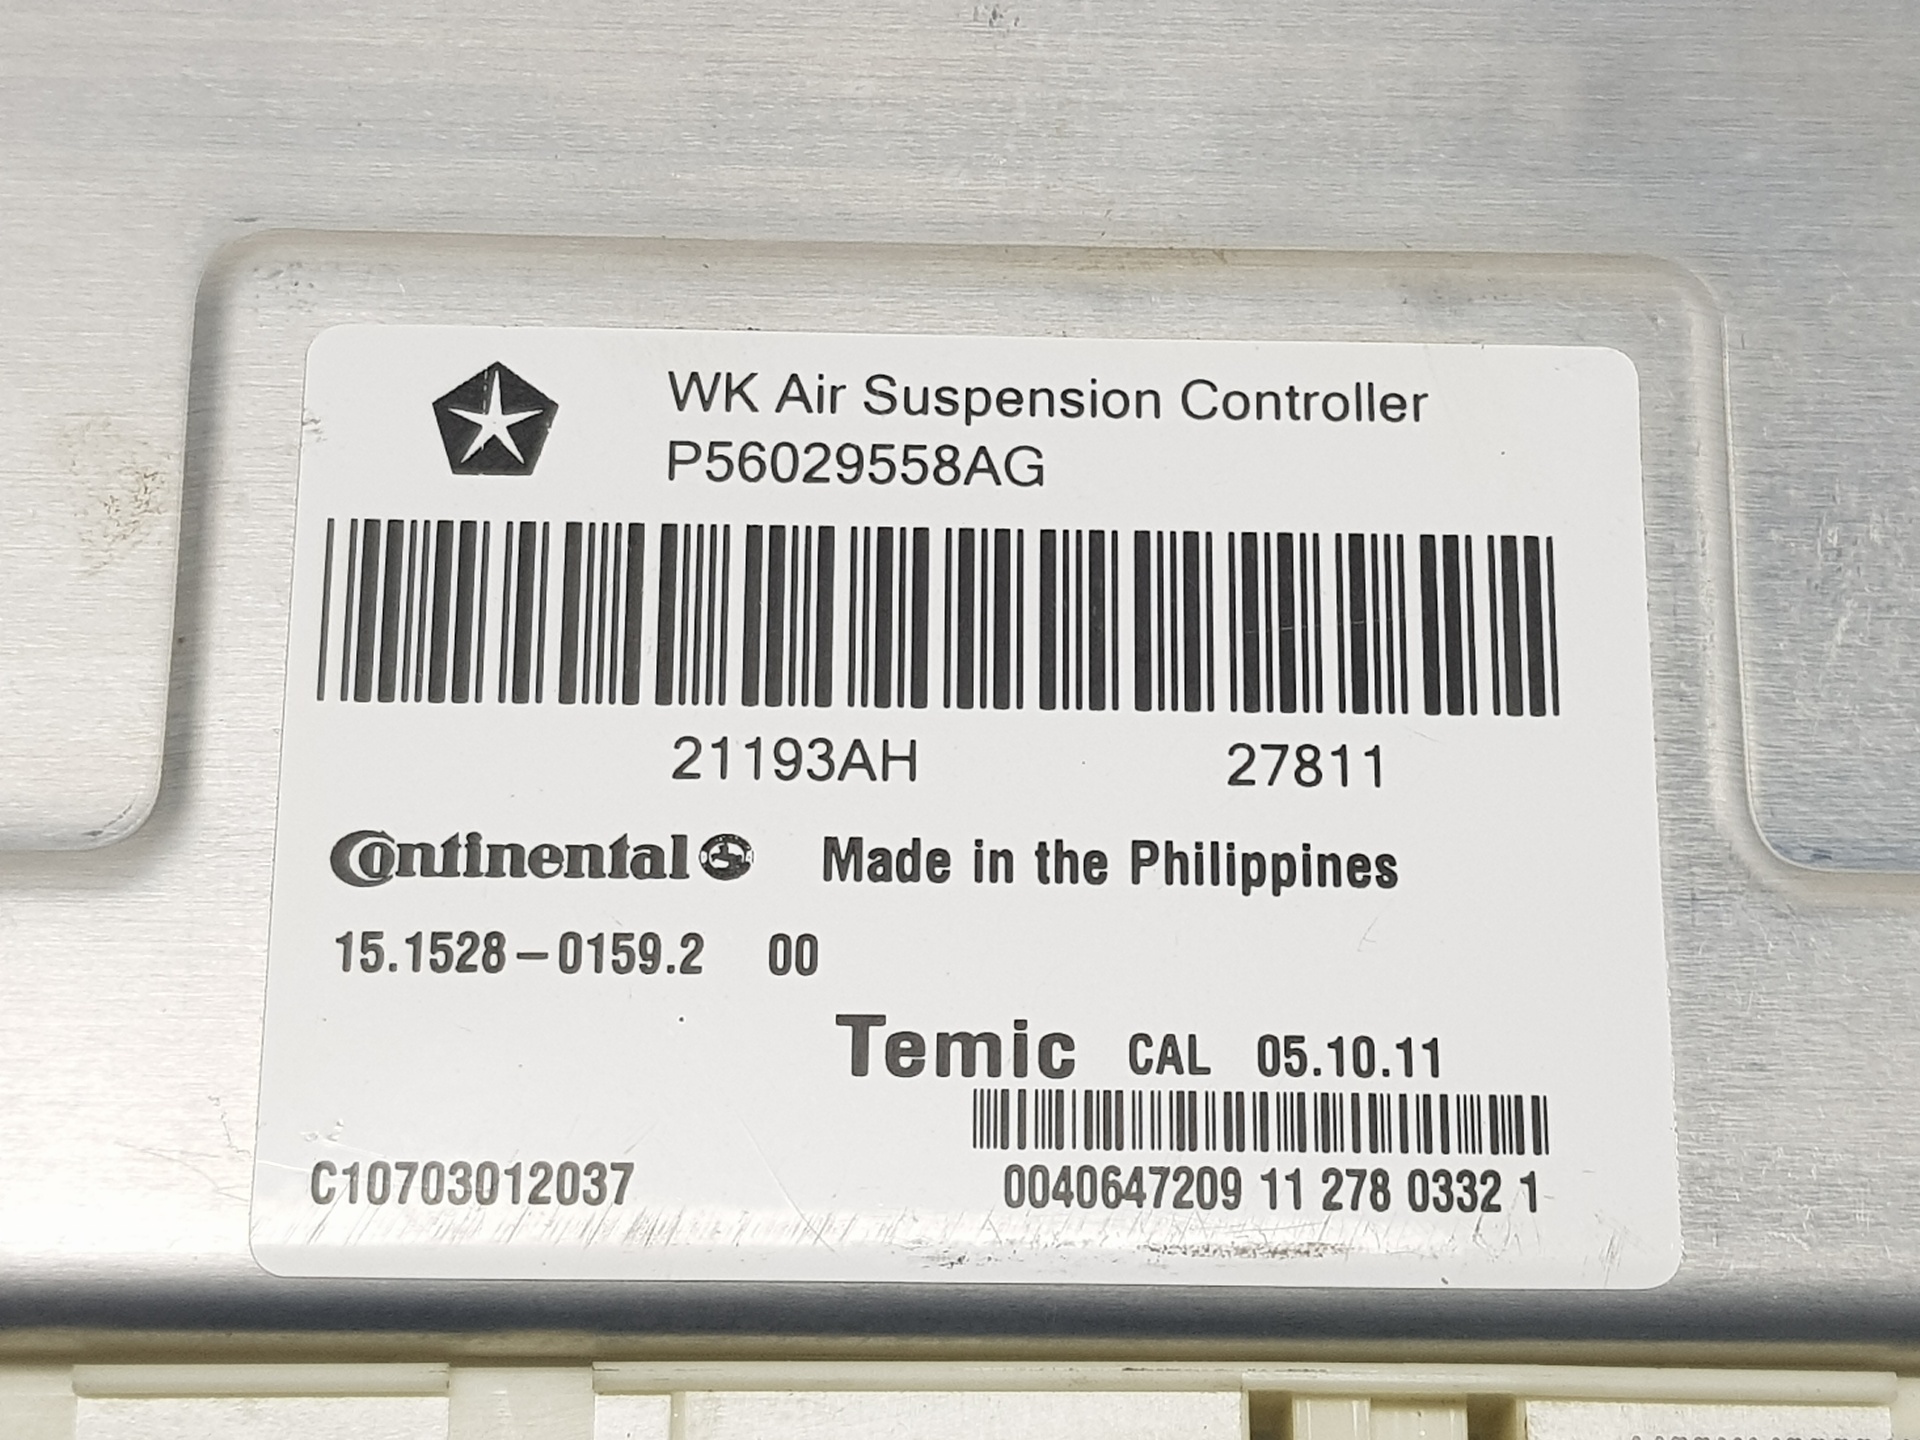 WK Air Suspension Controller
P56029558AG
21193AH 27811
Continental Made in the Philippines
15.1528-0159.2 00
Temic CAL 05.10.11
C10703012037 0040647209 11 278 0332 1